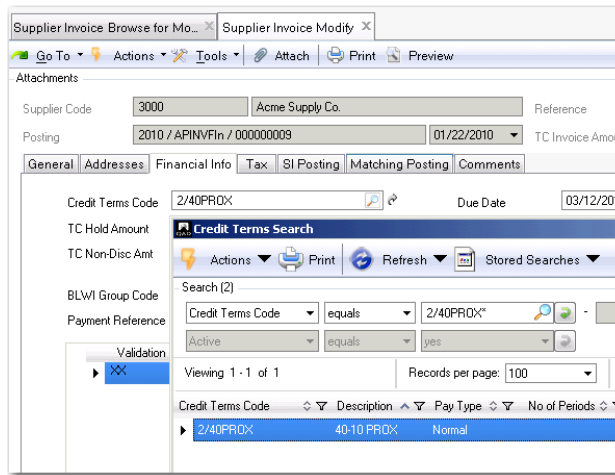 Supplier Invoice Browse for Mo... Supplier Invoice Modify
Go To Actions Tools Attach Print Preview
Attachments
Supplier Code 3000 Acme Supply Co. Reference
Posting 2010 / APINVFIn / 000000009 01/22/2010 TC Invoice Amou
General Addresses Financial Info Tax SI Posting Matching Posting Comments
Credit Terms Code 2/40PROX Due Date 03/12/20
TC Hold Amount Credit Terms Search
TC Non-Disc Amt Actions Print Refresh Stored Searches
Search (2)
BLWI Group Code Credit Terms Code equals 2/40PROX* -
Payment Reference Active equals yes
Validation Viewing 1 - 1 of 1 Records per page: 100
XX
Credit Terms Code Description Pay Type No of Periods
2/40PROX 40-10 PROX Normal